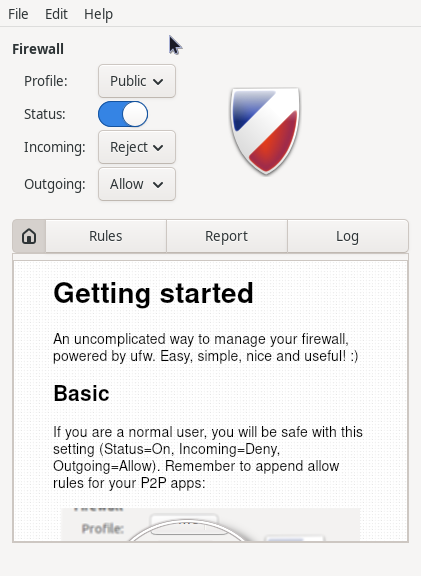 File Edit Help
Firewall
Profile: Public
Status:
Incoming: Reject
Outgoing: Allow
Rules Report Log
Getting started
An uncomplicated way to manage your firewall,
powered by ufw. Easy, simple, nice and useful! :)
Basic
If you are a normal user, you will be safe with this
setting (Status=On, Incoming=Deny,
Outgoing=Allow). Remember to append allow
rules for your P2P apps:
Profile: